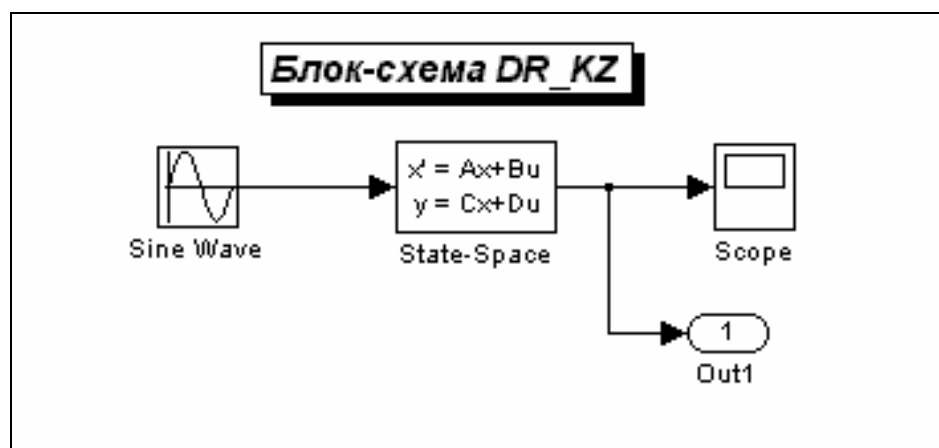 Блок-схема DR_KZ
x' = Ax+Bu
y = Cx+Du
Sine Wave
State-Space
Scope
1
Out1